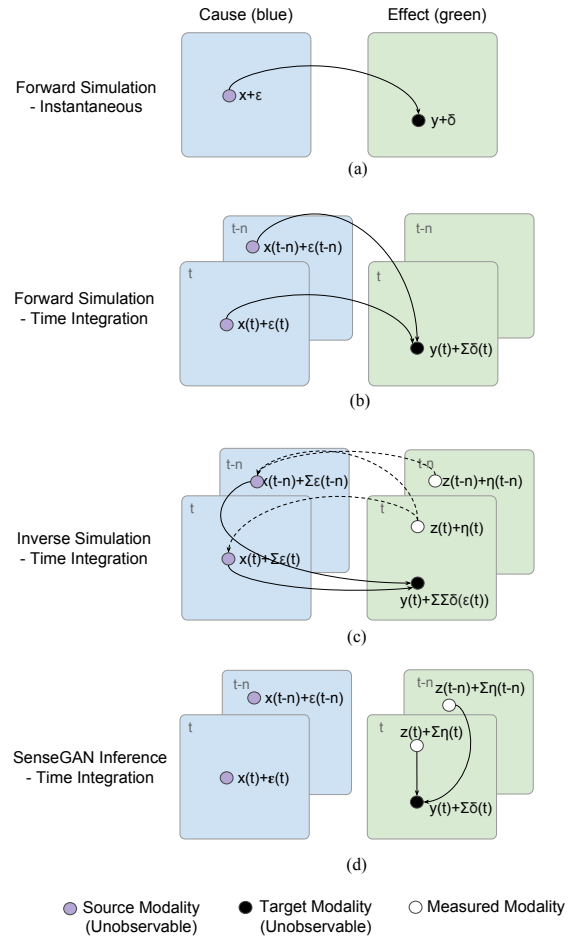 Cause (blue)
Effect (green)
Forward Simulation
- Instantaneous
x+ε
y+δ
(a)
t-n
x(t-n)+ε(t-n)
t-n
Forward Simulation
- Time Integration
t
x(t)+ε(t)
t
y(t)+Σδ(t)
(b)
t-n
x(t-n)+Σε(t-n)
t-n
z(t-n)+η(t-n)
Inverse Simulation
- Time Integration
t
x(t)+Σε(t)
t
z(t)+η(t)
y(t)+ΣΣδ(ε(t))
(c)
t-n
x(t-n)+ε(t-n)
t-n
z(t-n)+Ση(t-n)
SenseGAN Inference
- Time Integration
t
x(t)+ε(t)
t
z(t)+Ση(t)
y(t)+Σδ(t)
(d)
Source Modality
(Unobservable)
Target Modality
(Unobservable)
Measured Modality